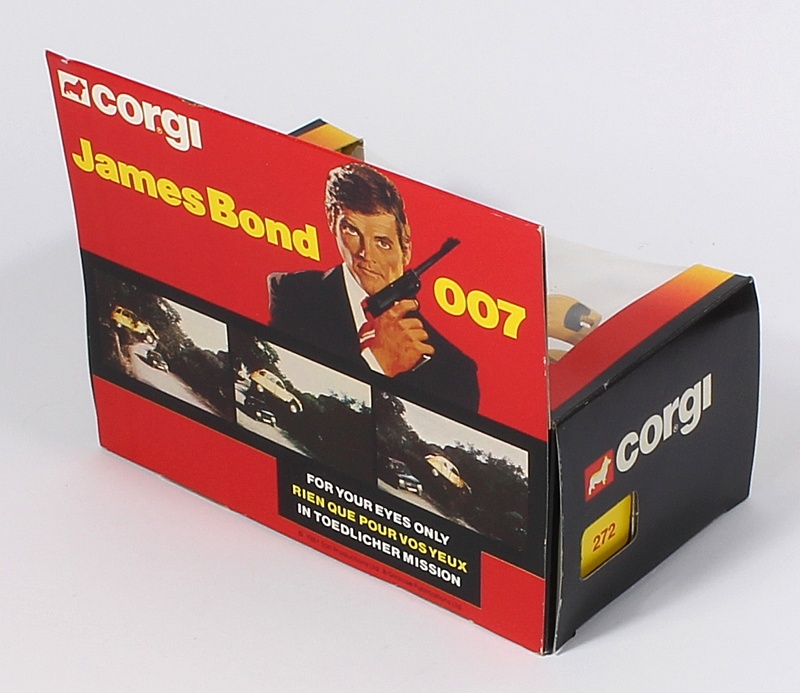 corgi
James Bond
007
FOR YOUR EYES ONLY
RIEN QUE POUR VOS YEUX
IN TOEDLICHER MISSION
corgi
272